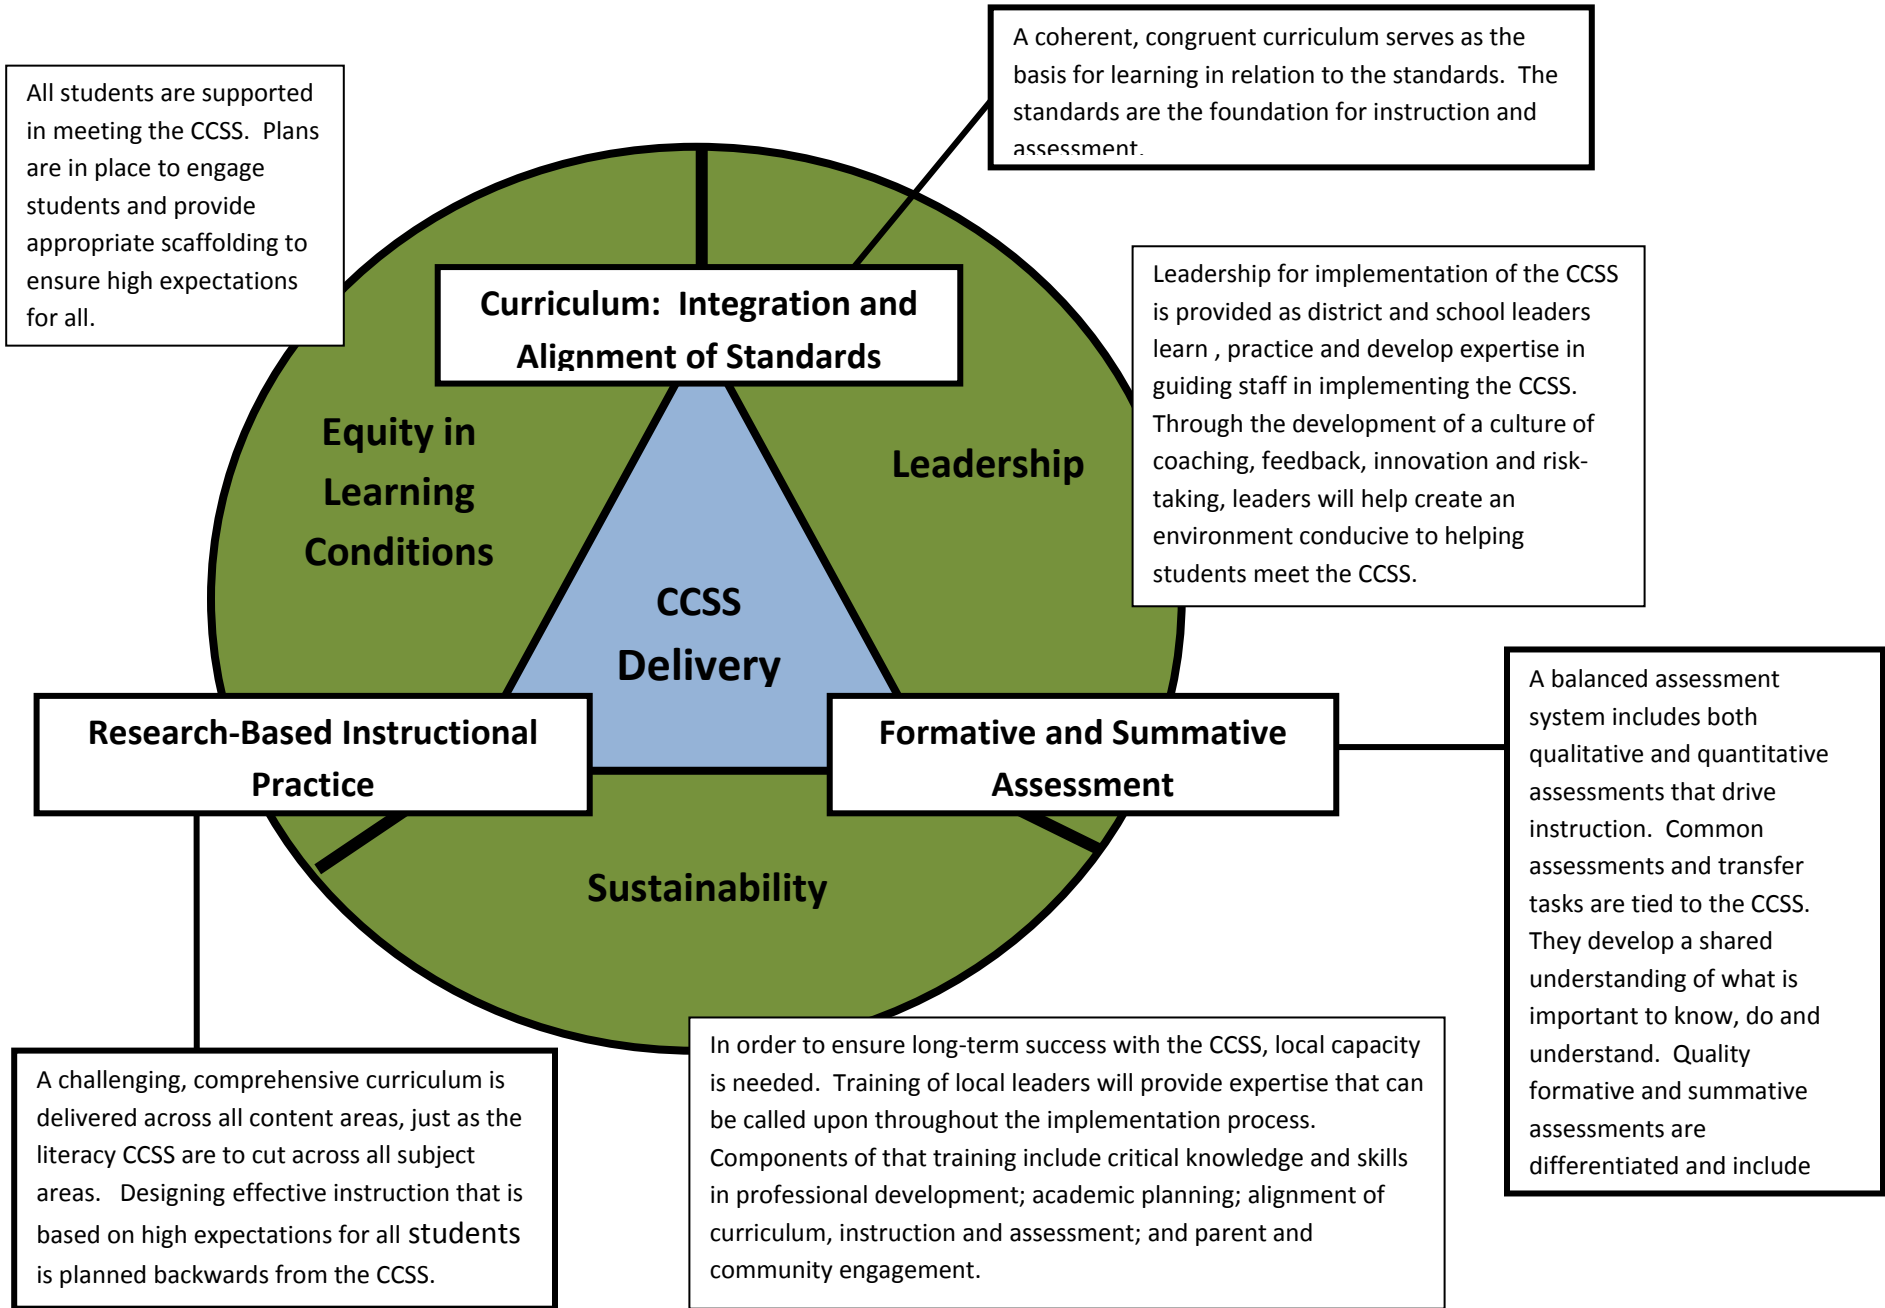 A coherent, congruent curriculum serves as the
basis for learning in relation to the standards.  The
standards are the foundation for instruction and
assessment.
All students are supported
in meeting the CCSS.  Plans
are in place to engage
students and provide
appropriate scaffolding to
ensure high expectations
for all.
Curriculum:  Integration and
Alignment of Standards
Leadership for implementation of the CCSS
is provided as district and school leaders
learn , practice and develop expertise in
guiding staff in implementing the CCSS.
Through the development of a culture of
coaching, feedback, innovation and risk-
taking, leaders will help create an
environment conducive to helping
students meet the CCSS.
Equity in
Learning
Conditions
Leadership
CCSS
Delivery
Research-Based Instructional
Practice
Formative and Summative
Assessment
A balanced assessment
system includes both
qualitative and quantitative
assessments that drive
instruction.  Common
assessments and transfer
tasks are tied to the CCSS.
They develop a shared
understanding of what is
important to know, do and
understand.  Quality
formative and summative
assessments are
differentiated and include
Sustainability
A challenging, comprehensive curriculum is
delivered across all content areas, just as the
literacy CCSS are to cut across all subject
areas.   Designing effective instruction that is
based on high expectations for all students
is planned backwards from the CCSS.
In order to ensure long-term success with the CCSS, local capacity
is needed.  Training of local leaders will provide expertise that can
be called upon throughout the implementation process.
Components of that training include critical knowledge and skills
in professional development; academic planning; alignment of
curriculum, instruction and assessment; and parent and
community engagement.